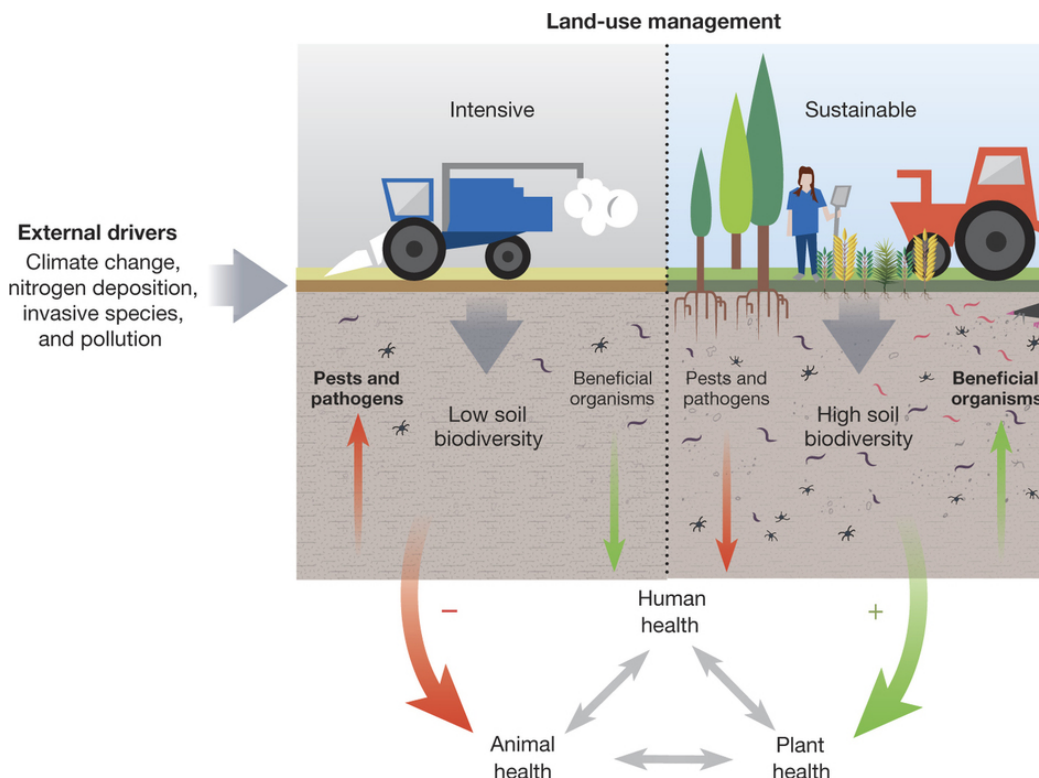 Land-use management
Intensive
Sustainable
External drivers
Climate change,
nitrogen deposition,
invasive species,
and pollution
Pests and
pathogens
Low soil
biodiversity
Beneficial
organisms
Pests and
pathogens
High soil
biodiversity
Beneficial
organisms
−
+
Human
health
Animal
health
Plant
health